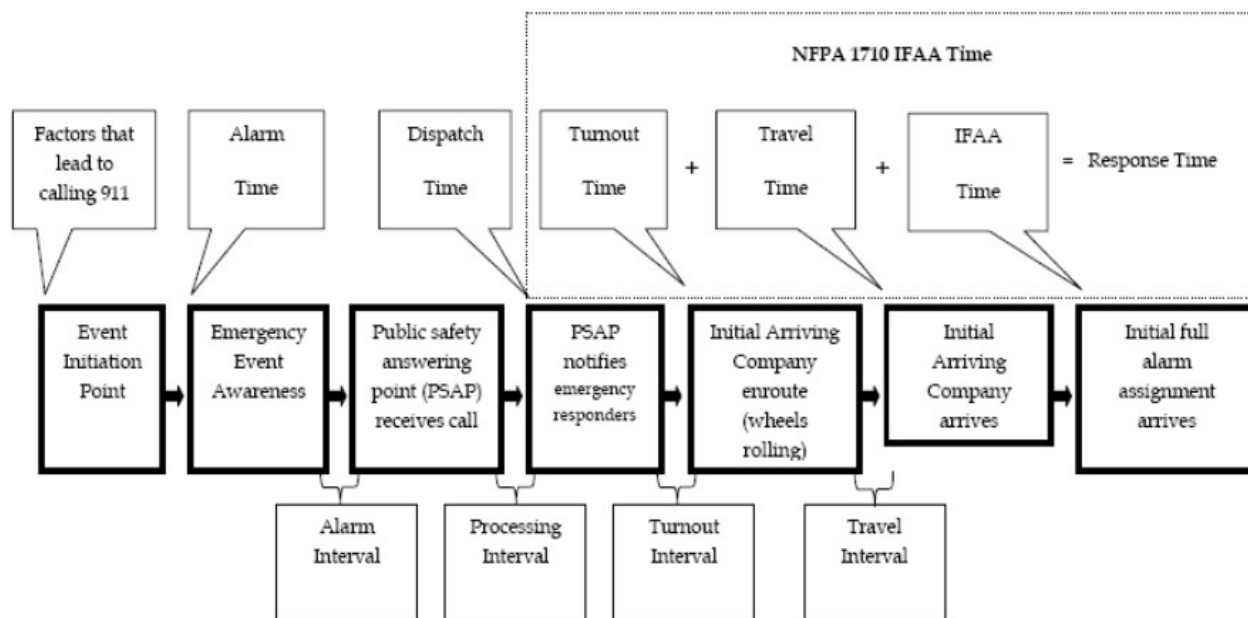 NFPA 1710 IFAA Time
Factors that
lead to
calling 911
Alarm
Time
Dispatch
Time
Turnout
Time
+
Travel
Time
+
IFAA
Time
= Response Time
Event
Initiation
Point
Emergency
Event
Awareness
Public safety
answering
point (PSAP)
receives call
PSAP
notifies
emergency
responders
Initial Arriving
Company
enroute
(wheels
rolling)
Initial
Arriving
Company
arrives
Initial full
alarm
assignment
arrives
Alarm
Interval
Processing
Interval
Turnout
Interval
Travel
Interval